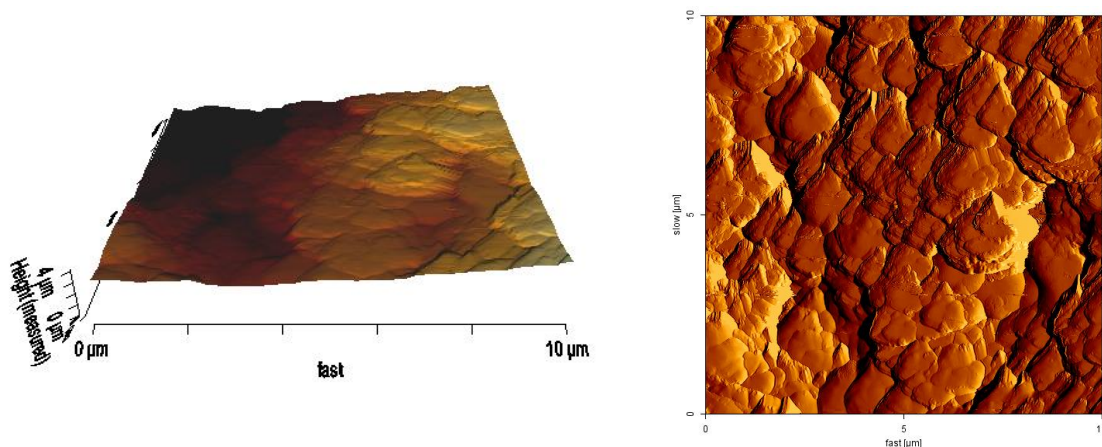 4 µm
0 µm
Height (measured)
0 µm
10 µm
fast
10
5
0
slow [µm]
0
5
1
fast [µm]